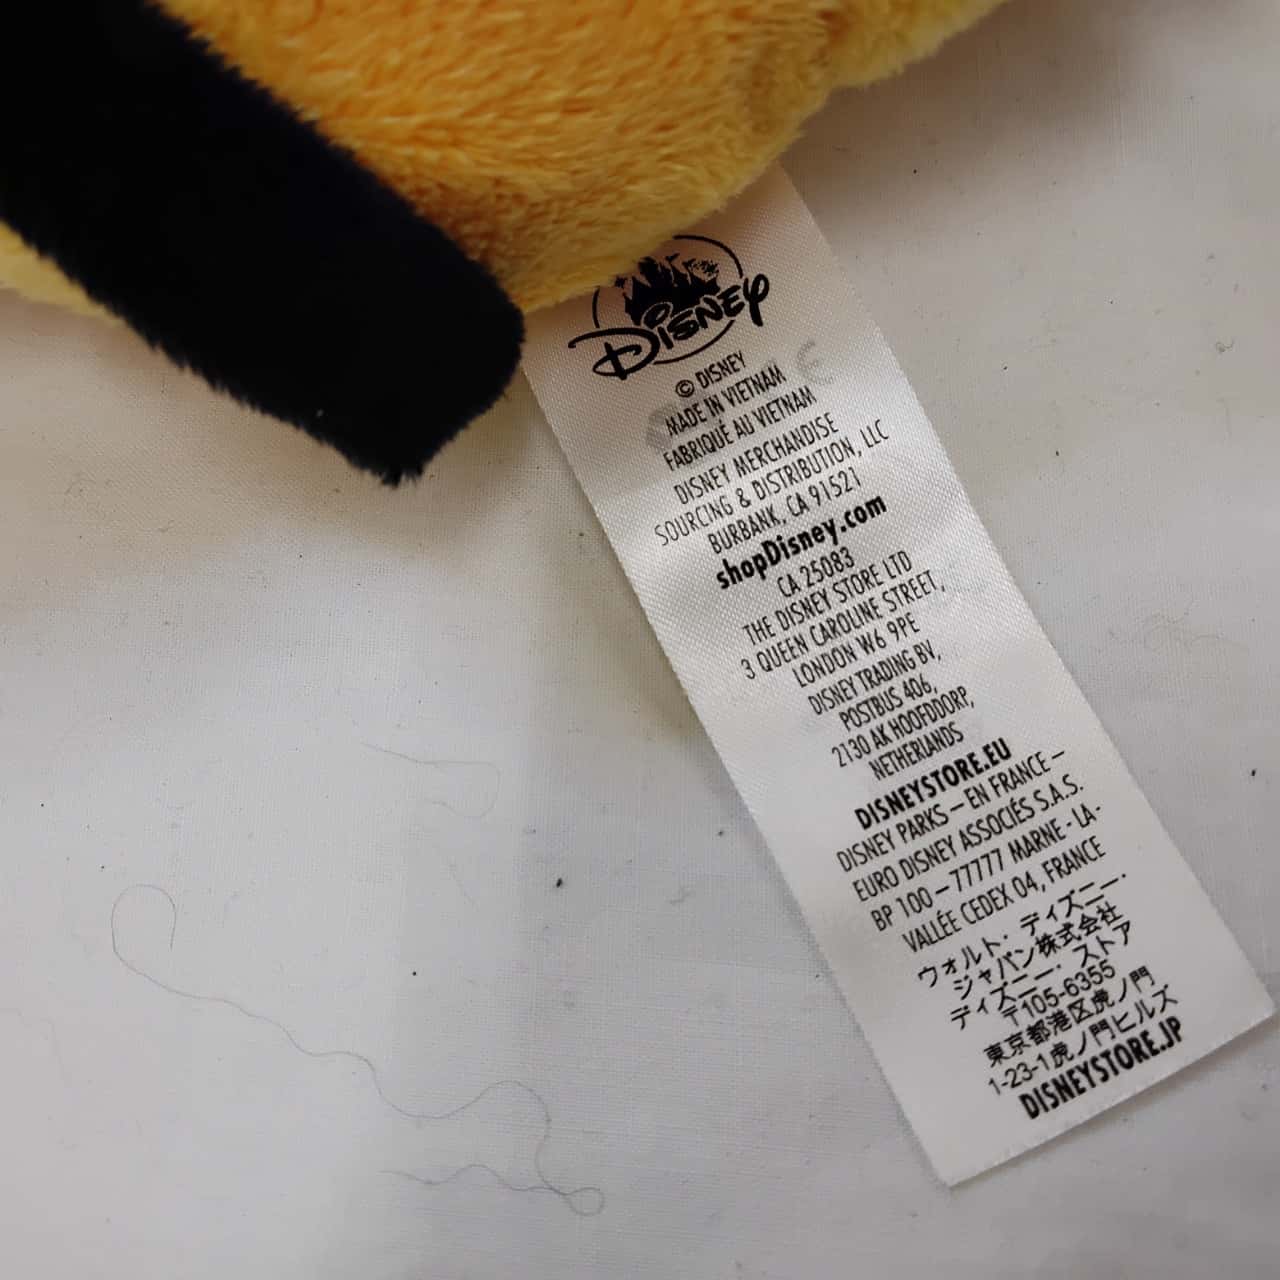 Disney
© DISNEY
MADE IN VIETNAM
FABRIQUÉ AU VIETNAM
DISNEY MERCHANDISE
SOURCING & DISTRIBUTION, LLC
BURBANK, CA 91521
shopDisney.com
CA 25083
THE DISNEY STORE LTD
3 QUEEN CAROLINE STREET,
LONDON W6 9PE
DISNEY TRADING BV,
POSTBUS 406,
2130 AK HOOFDDORP,
NETHERLANDS
DISNEYSTORE.EU
DISNEY PARKS – EN FRANCE –
EURO DISNEY ASSOCIÉS S.A.S.
BP 100 – 77777 MARNE - LA-
VALLÉE CEDEX 04, FRANCE
ウォルト・ディズニー・
ジャパン株式会社
ディズニー・ストア
〒105-6355
東京都港区虎ノ門
1-23-1虎ノ門ヒルズ
DISNEYSTORE.JP